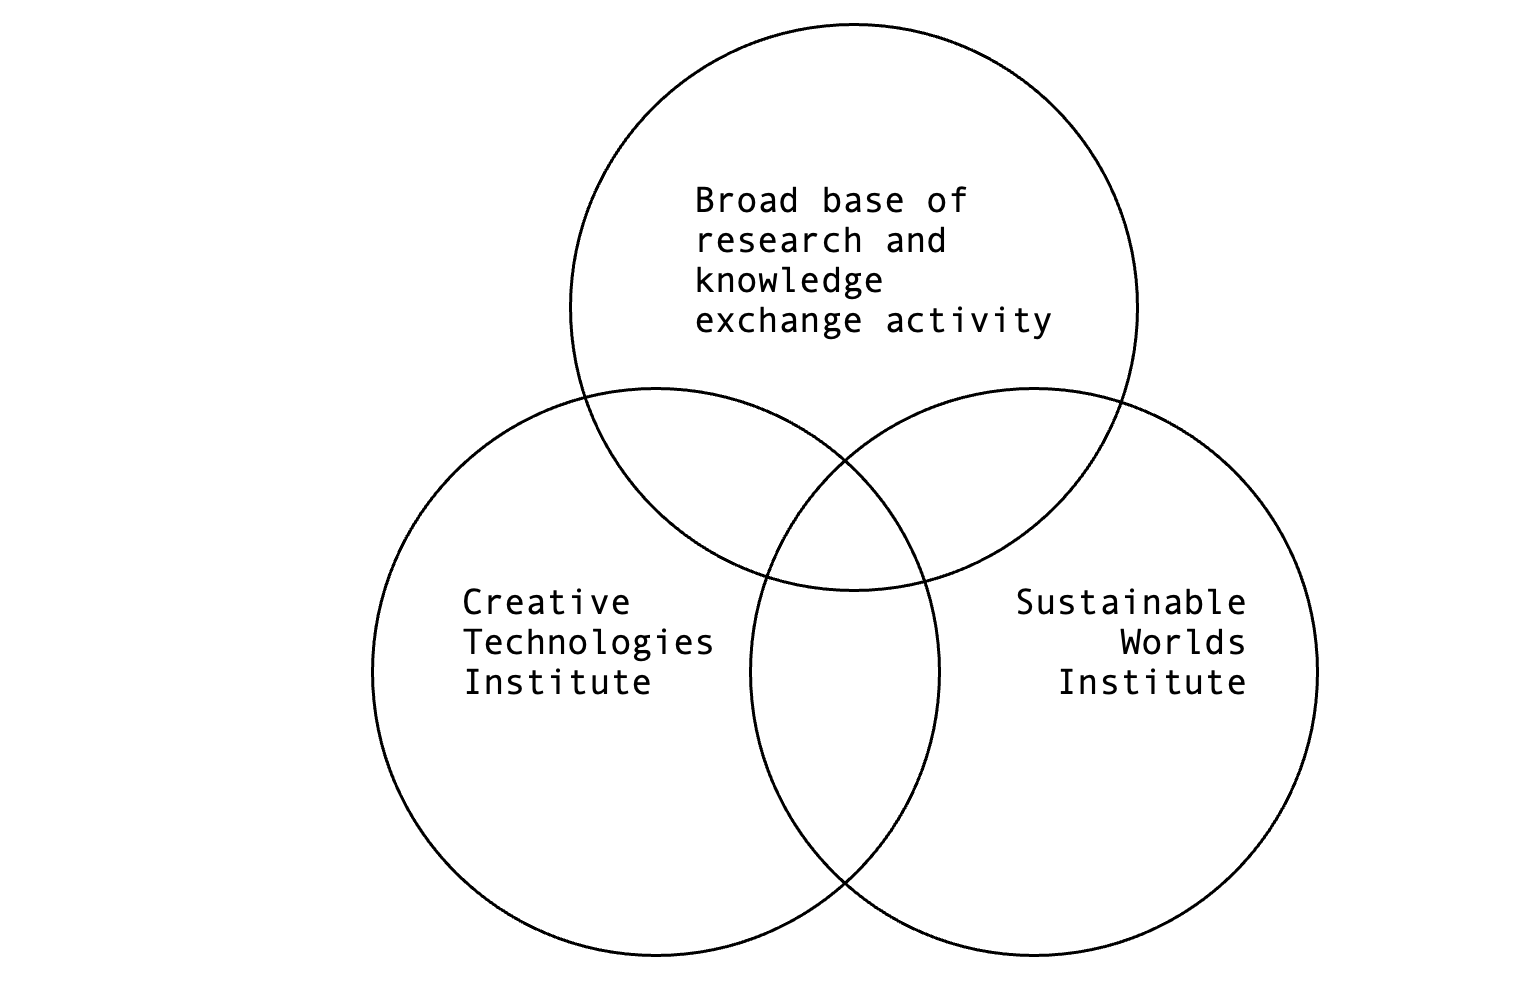 Broad base of
research and
knowledge
exchange activity
Creative
Technologies
Institute
Sustainable
Worlds
Institute